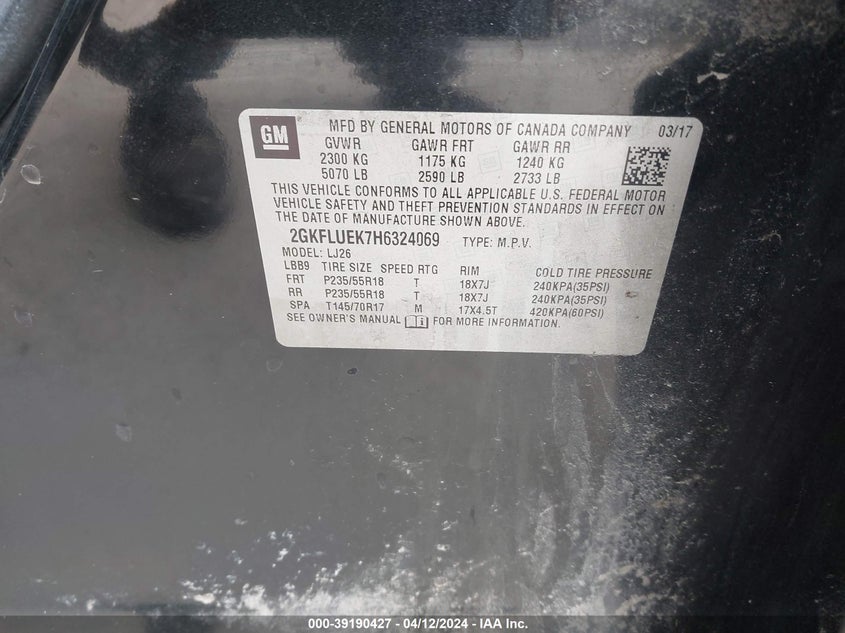 GM
MFD BY GENERAL MOTORS OF CANADA COMPANY 03/17
GVWR GAWR FRT GAWR RR
2300 KG 1175 KG 1240 KG
5070 LB 2590 LB 2733 LB
THIS VEHICLE CONFORMS TO ALL APPLICABLE U.S. FEDERAL MOTOR
VEHICLE SAFETY AND THEFT PREVENTION STANDARDS IN EFFECT ON
THE DATE OF MANUFACTURE SHOWN ABOVE.
2GKFLUEK7H6324069 TYPE: M.P.V.
MODEL: LJ26
LBB9 TIRE SIZE SPEED RTG RIM COLD TIRE PRESSURE
FRT P235/55R18 T 18X7J 240KPA(35PSI)
RR P235/55R18 T 18X7J 240KPA(35PSI)
SPA T145/70R17 M 17X4.5T 420KPA(60PSI)
SEE OWNER'S MANUAL FOR MORE INFORMATION.
000-39190427 - 04/12/2024 - IAA Inc.